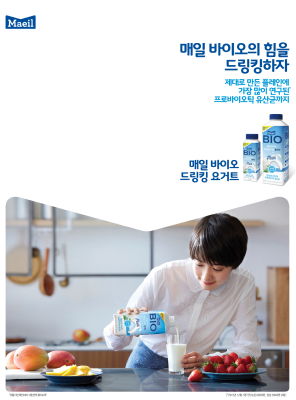 Maeil
매일 바이오의 힘을
드링킹하자
제대로 만든 플레인에
가장 많이 연구된
프로바이오틱 유산균까지
매일 바이오
드링킹 요거트
BIO
BIO
BIO